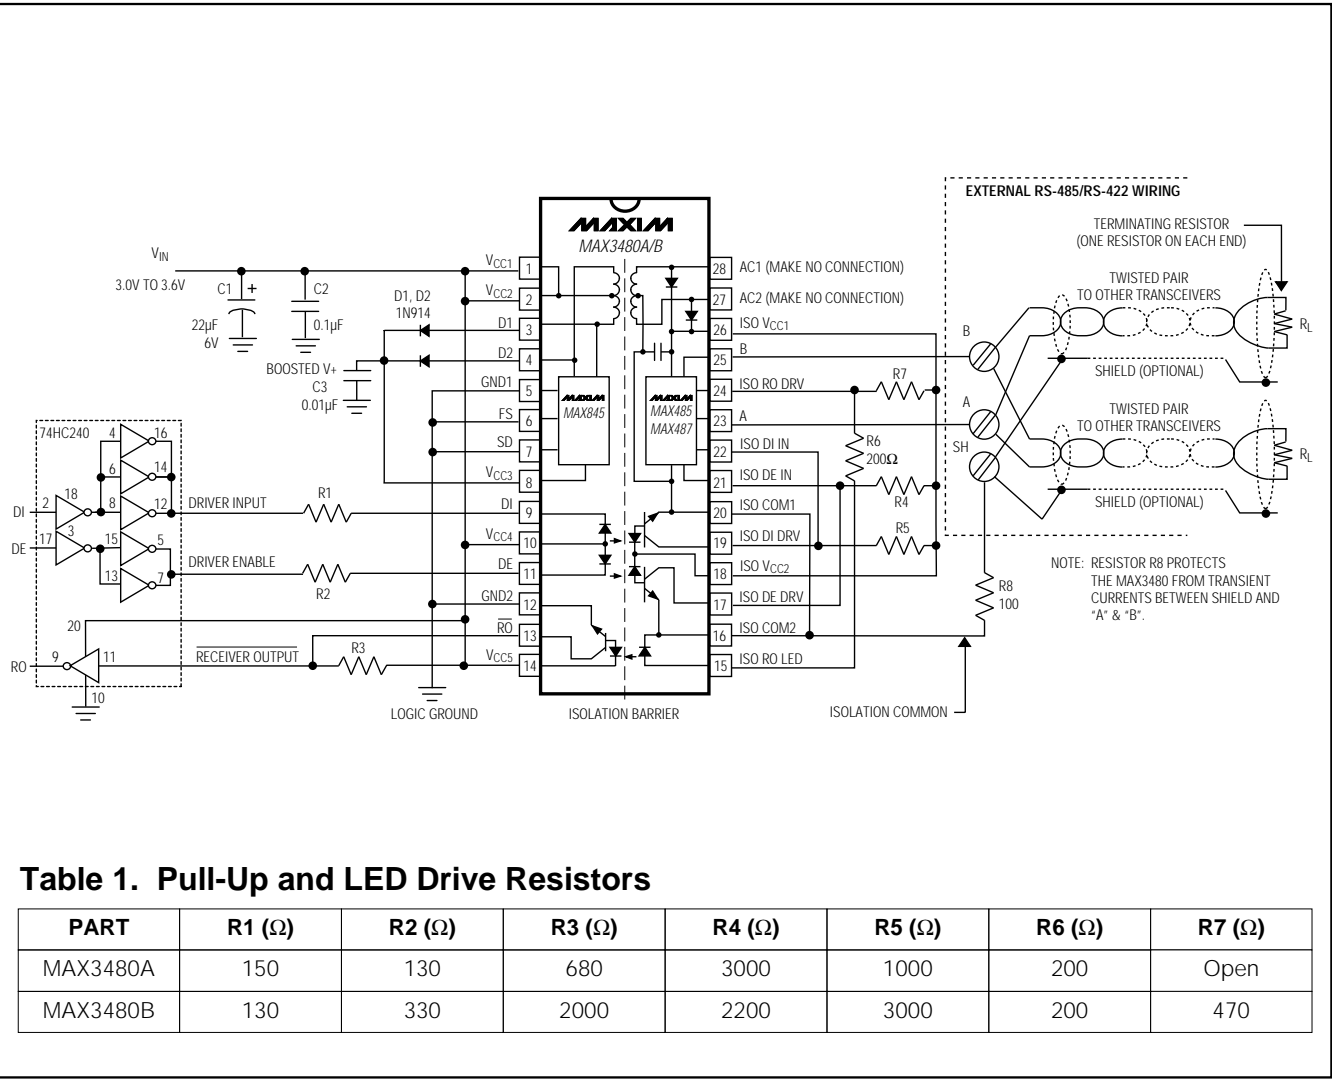 EXTERNAL RS-485/RS-422 WIRING
TERMINATING RESISTOR
(ONE RESISTOR ON EACH END)
TWISTED PAIR
TO OTHER TRANSCEIVERS
B
RL
SHIELD (OPTIONAL)
A
TWISTED PAIR
TO OTHER TRANSCEIVERS
SH
RL
SHIELD (OPTIONAL)
NOTE: RESISTOR R8 PROTECTS
THE MAX3480 FROM TRANSIENT
CURRENTS BETWEEN SHIELD AND
"A" & "B".
R8
100
VIN
3.0V TO 3.6V
C1
+
22µF
6V
C2
0.1µF
D1, D2
1N914
BOOSTED V+
C3
0.01µF
MAXIM
MAX3480A/B
VCC1 1
VCC2 2
D1 3
D2 4
GND1 5
FS 6
SD 7
VCC3 8
DI 9
VCC4 10
DE 11
GND2 12
R̅O̅ 13
VCC5 14
MAXIM
MAX845
MAXIM
MAX485
MAX487
28 AC1 (MAKE NO CONNECTION)
27 AC2 (MAKE NO CONNECTION)
26 ISO VCC1
25 B
24 ISO RO DRV
23 A
22 ISO DI IN
21 ISO DE IN
20 ISO COM1
19 ISO DI DRV
18 ISO VCC2
17 ISO DE DRV
16 ISO COM2
15 ISO RO LED
R7
R6
200Ω
R4
R5
74HC240
4 16
6 14
18
DI 2 8 12
DRIVER INPUT
R1
DE 17 3 15 5
DRIVER ENABLE
13 7
R2
20
RO 9 11
R̅E̅C̅E̅I̅V̅E̅R̅ O̅U̅T̅P̅U̅T̅
R3
10
LOGIC GROUND
ISOLATION BARRIER
ISOLATION COMMON
Table 1. Pull-Up and LED Drive Resistors
PART R1 (Ω) R2 (Ω) R3 (Ω) R4 (Ω) R5 (Ω) R6 (Ω) R7 (Ω)
MAX3480A 150 130 680 3000 1000 200 Open
MAX3480B 130 330 2000 2200 3000 200 470